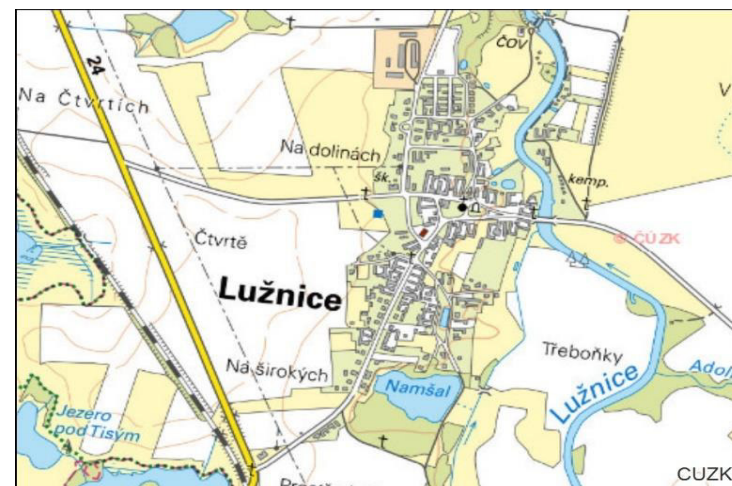 ČOV
24
Na Čtvrtích
V
Na dolinách
šk.
kemp.
Čtvrtě
© ČÚZK
Lužnice
Třeboňky
Na širokých
Namšal
Lužnice
Jezero
pod Tisým
CUZK